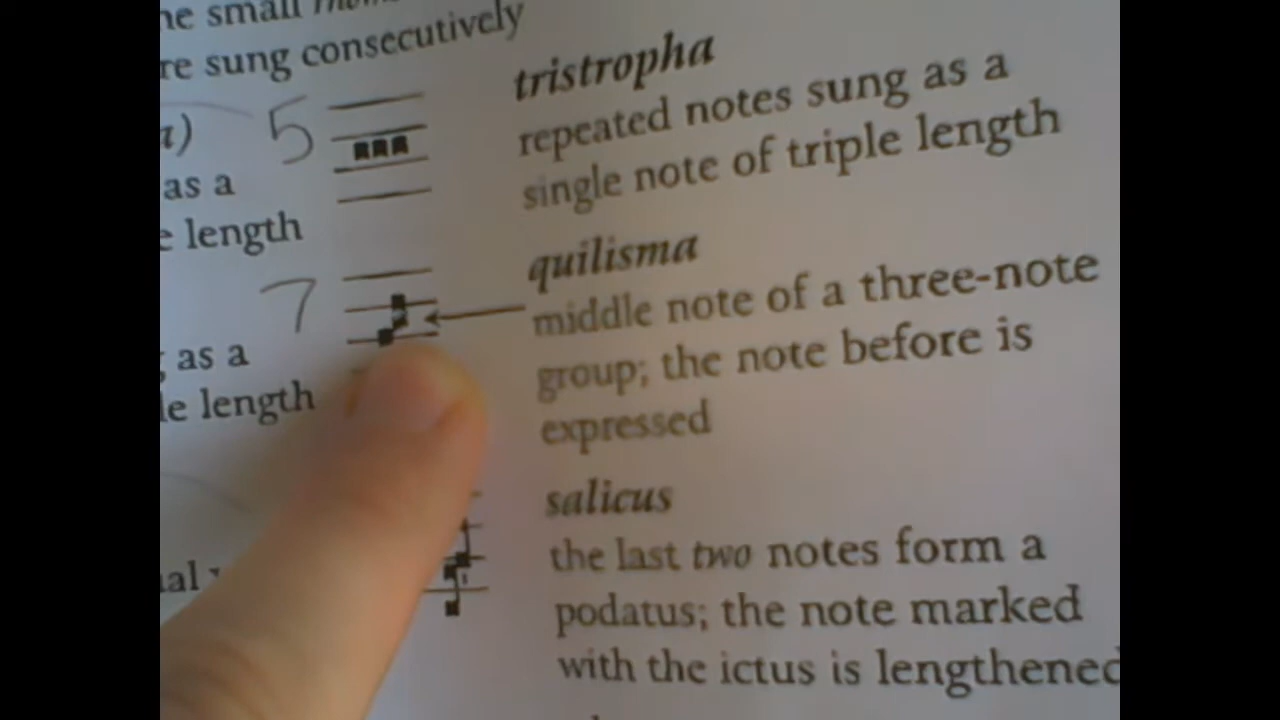 he small
re sung consecutively
a)
as a
e length
as a
le length
5
7
tristropha
repeated notes sung as a
single note of triple length
quilisma
middle note of a three-note
group; the note before is
expressed
salicus
the last two notes form a
podatus; the note marked
with the ictus is lengthened